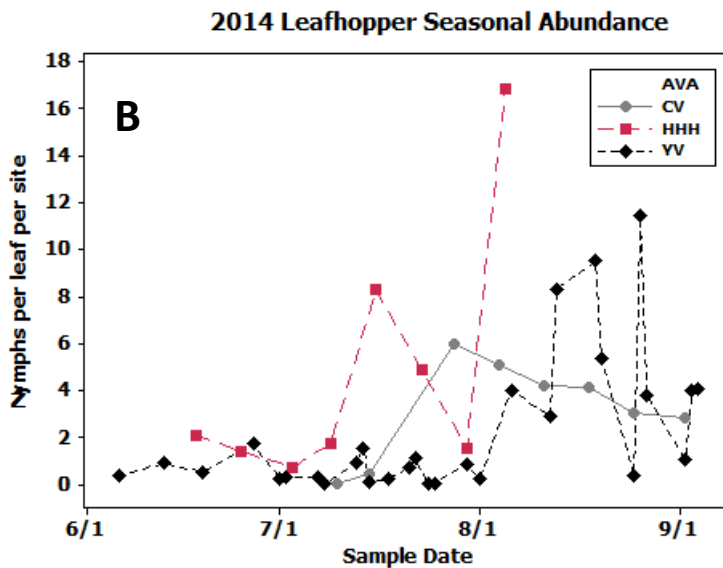 2014 Leafhopper Seasonal Abundance
B
AVA
CV
HHH
YV
Nymphs per leaf per site
18
16
14
12
10
8
6
4
2
0
6/1 7/1 8/1 9/1
Sample Date